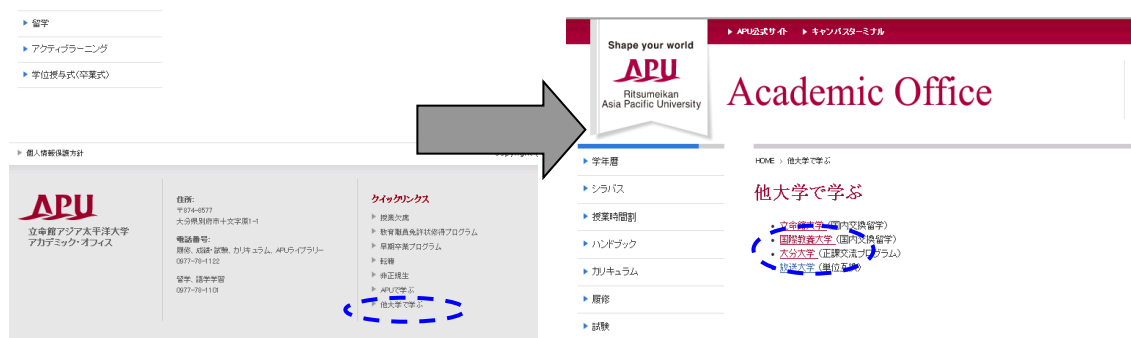 留学
アクティブラーニング
学位授与式(卒業式)
個人情報保護方針
APU
立命館アジア太平洋大学
アカデミック・オフィス
住所:
〒874-8577
大分県別府市十文字原1-1
電話番号:
履修、成績・試験、カリキュラム、APUライブラリー
0977-78-1122
留学、語学学習
0977-78-1101
クイックリンクス
授業欠席
教育職員免許状修得プログラム
早期卒業プログラム
転籍
非正規生
APUで学ぶ
他大学で学ぶ
APU公式サイト
キャンパスターミナル
Shape your world
APU
Ritsumeikan
Asia Pacific University
Academic Office
学年暦
シラバス
授業時間割
ハンドブック
カリキュラム
履修
試験
HOME > 他大学で学ぶ
他大学で学ぶ
立命館大学 (国内交換留学)
国際教養大学 (国内交換留学)
大分大学 (正課交流プログラム)
放送大学 (単位互換)